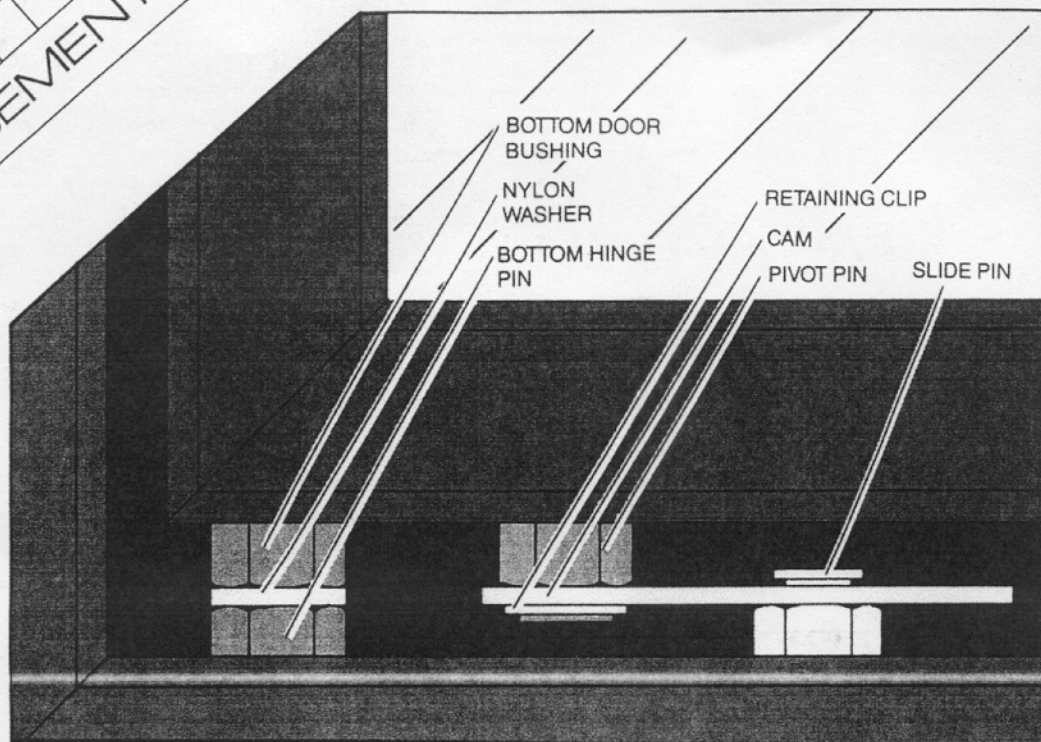 BOTTOM DOOR
BUSHING
NYLON
WASHER
BOTTOM HINGE
PIN
RETAINING CLIP
CAM
PIVOT PIN
SLIDE PIN